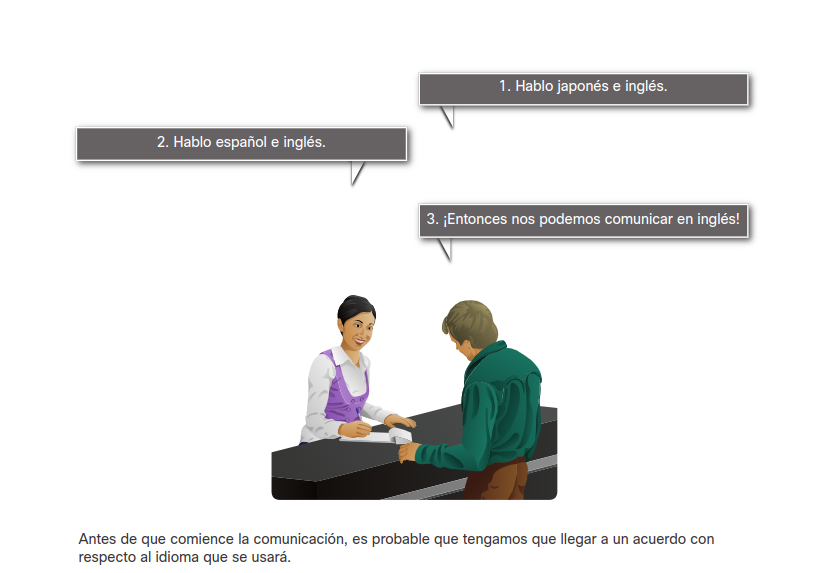 1. Hablo japonés e inglés.
2. Hablo español e inglés.
3. ¡Entonces nos podemos comunicar en inglés!
Antes de que comience la comunicación, es probable que tengamos que llegar a un acuerdo con
respecto al idioma que se usará.